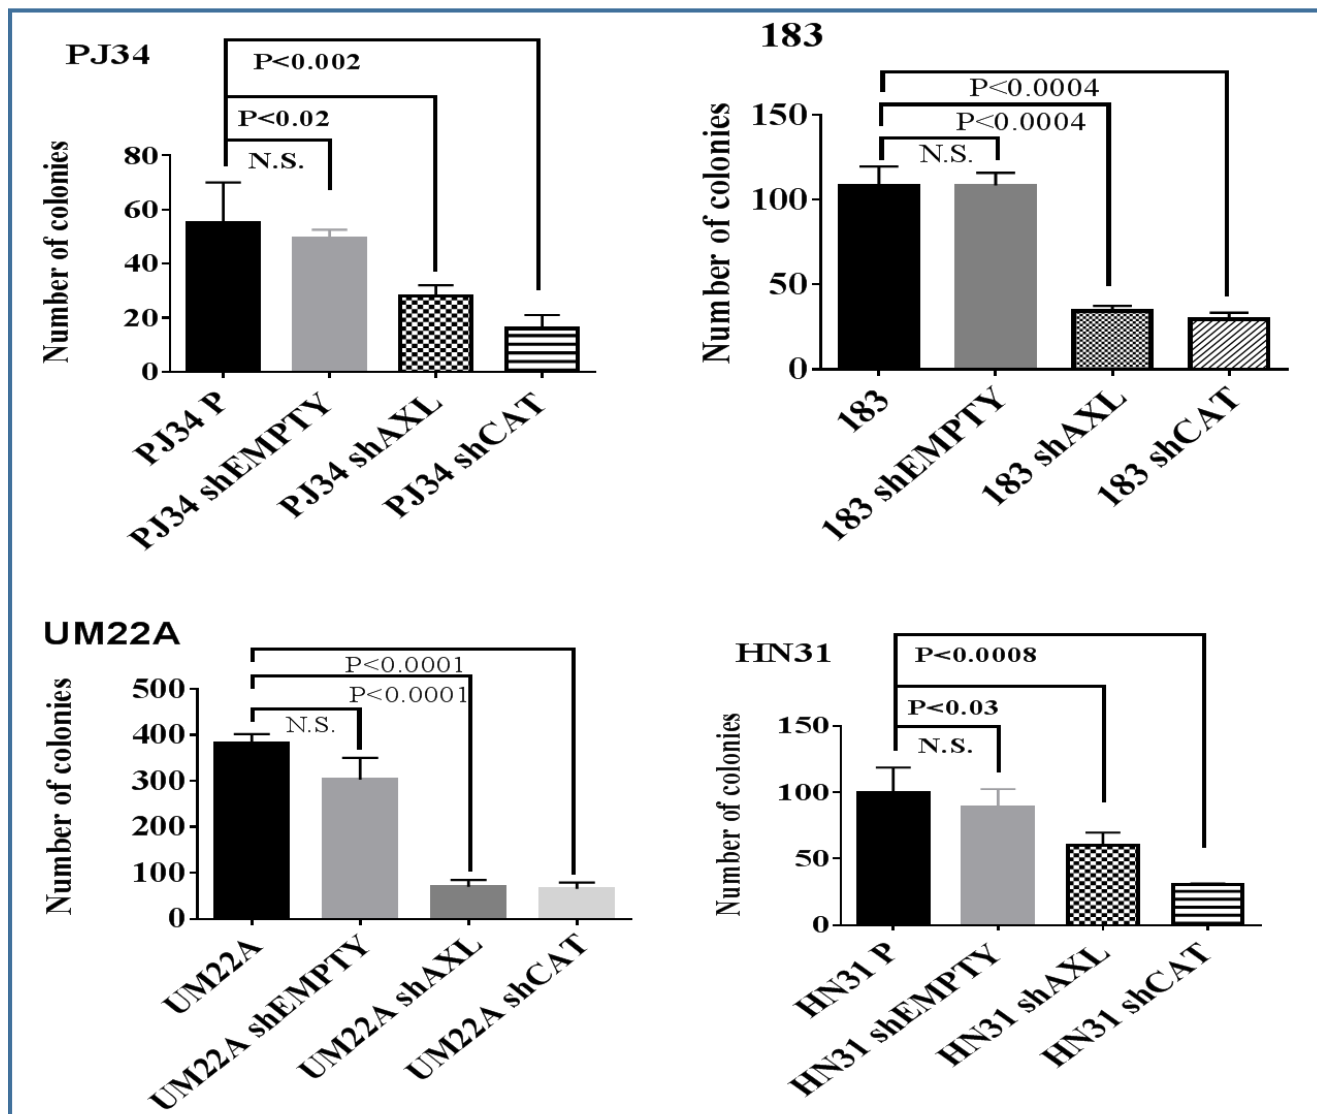 PJ34
P<0.002
P<0.02
N.S.
Number of colonies
80
60
40
20
0
PJ34 P
PJ34 shEMPTY
PJ34 shAXL
PJ34 shCAT
183
P<0.0004
P<0.0004
N.S.
Number of colonies
150
100
50
0
183
183 shEMPTY
183 shAXL
183 shCAT
UM22A
P<0.0001
P<0.0001
N.S.
Number of colonies
500
400
300
200
100
0
UM22A
UM22A shEMPTY
UM22A shAXL
UM22A shCAT
HN31
P<0.0008
P<0.03
N.S.
Number of colonies
150
100
50
0
HN31 P
HN31 shEMPTY
HN31 shAXL
HN31 shCAT